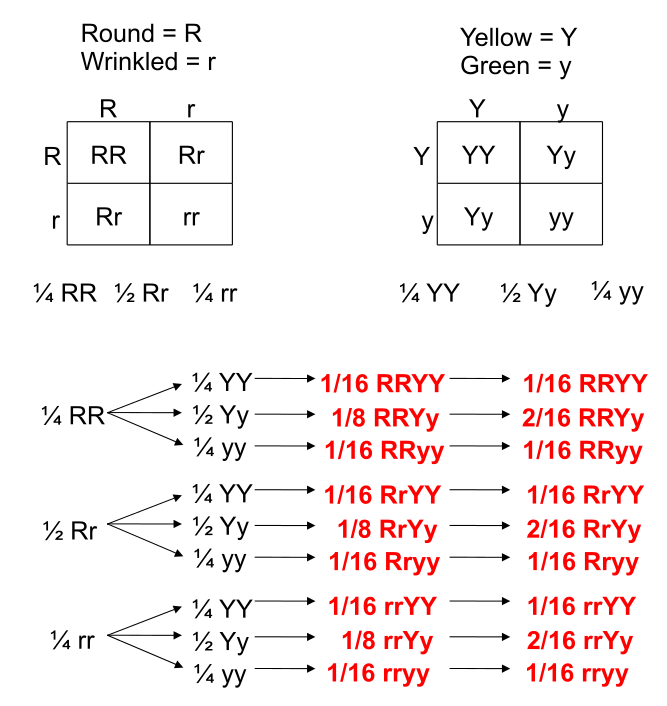 Round = R
Wrinkled = r
Yellow = Y
Green = y
R r
R RR Rr
r Rr rr
Y y
Y YY Yy
y Yy yy
¼ RR ½ Rr ¼ rr
¼ YY ½ Yy ¼ yy
¼ YY 1/16 RRYY 1/16 RRYY
¼ RR ½ Yy 1/8 RRYy 2/16 RRYy
¼ yy 1/16 RRyy 1/16 RRyy
¼ YY 1/16 RrYY 1/16 RrYY
½ Rr ½ Yy 1/8 RrYy 2/16 RrYy
¼ yy 1/16 Rryy 1/16 Rryy
¼ YY 1/16 rrYY 1/16 rrYY
¼ rr ½ Yy 1/8 rrYy 2/16 rrYy
¼ yy 1/16 rryy 1/16 rryy